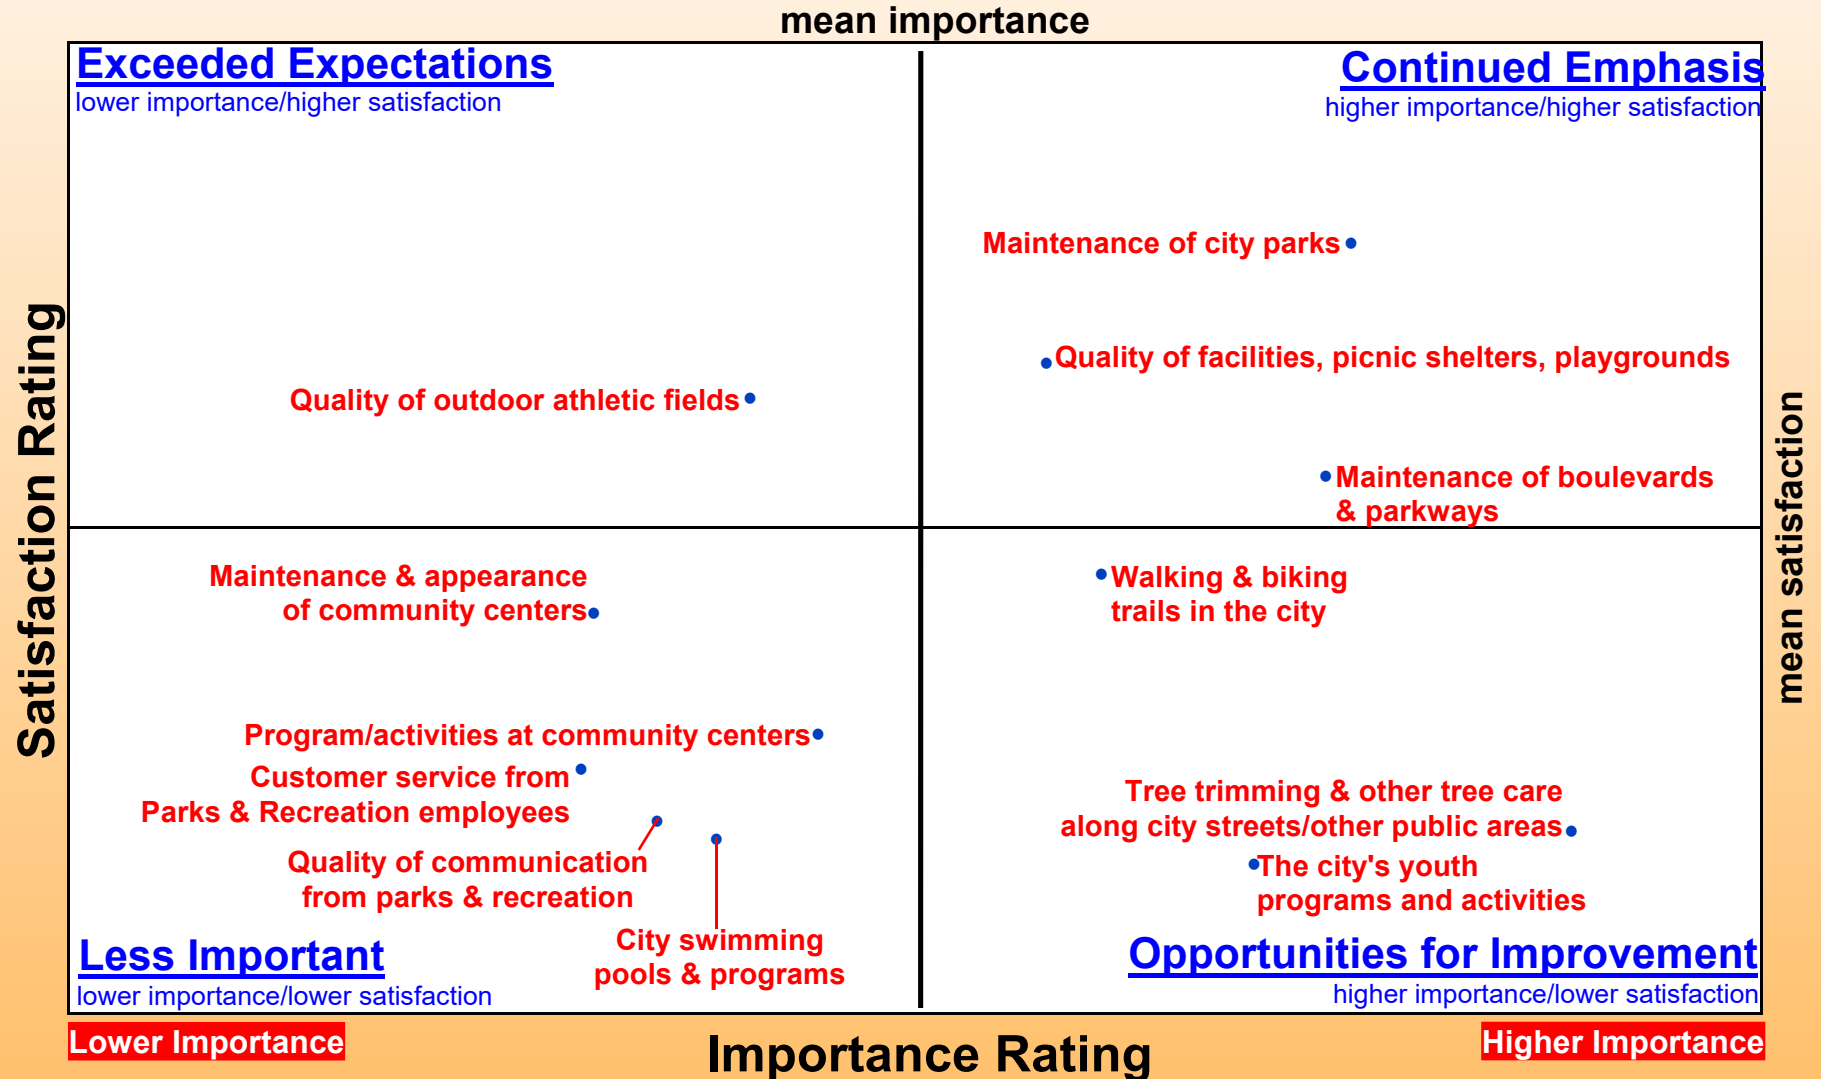 mean importance
Exceeded Expectations
lower importance/higher satisfaction
Continued Emphasis
higher importance/higher satisfaction
Maintenance of city parks
Quality of facilities, picnic shelters, playgrounds
Quality of outdoor athletic fields
Maintenance of boulevards
& parkways
Satisfaction Rating
mean satisfaction
Maintenance & appearance
of community centers
Walking & biking
trails in the city
Program/activities at community centers
Customer service from
Parks & Recreation employees
Quality of communication
from parks & recreation
City swimming
pools & programs
Tree trimming & other tree care
along city streets/other public areas
The city's youth
programs and activities
Less Important
lower importance/lower satisfaction
Opportunities for Improvement
higher importance/lower satisfaction
Lower Importance
Importance Rating
Higher Importance